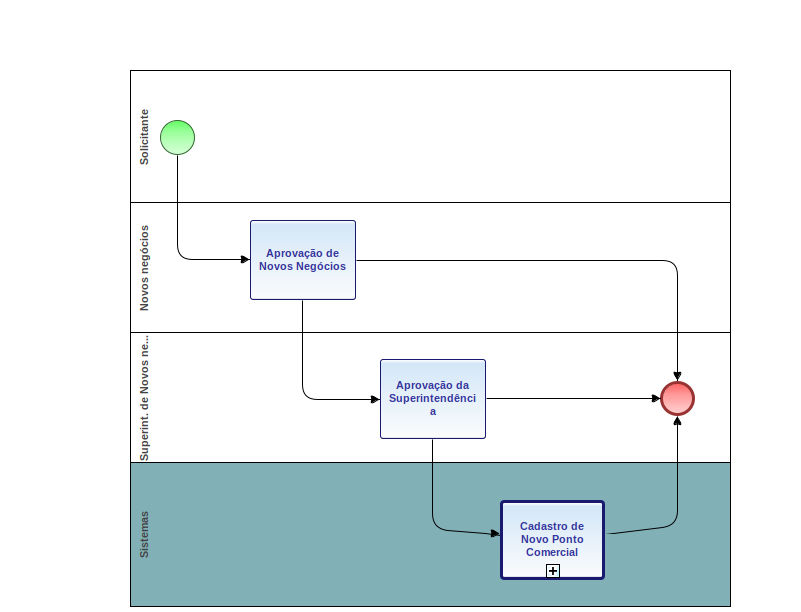 Solicitante
Novos negócios
Aprovação de
Novos Negócios
Superint. de Novos ne...
Aprovação da
Superintendênci
a
Sistemas
Cadastro de
Novo Ponto
Comercial